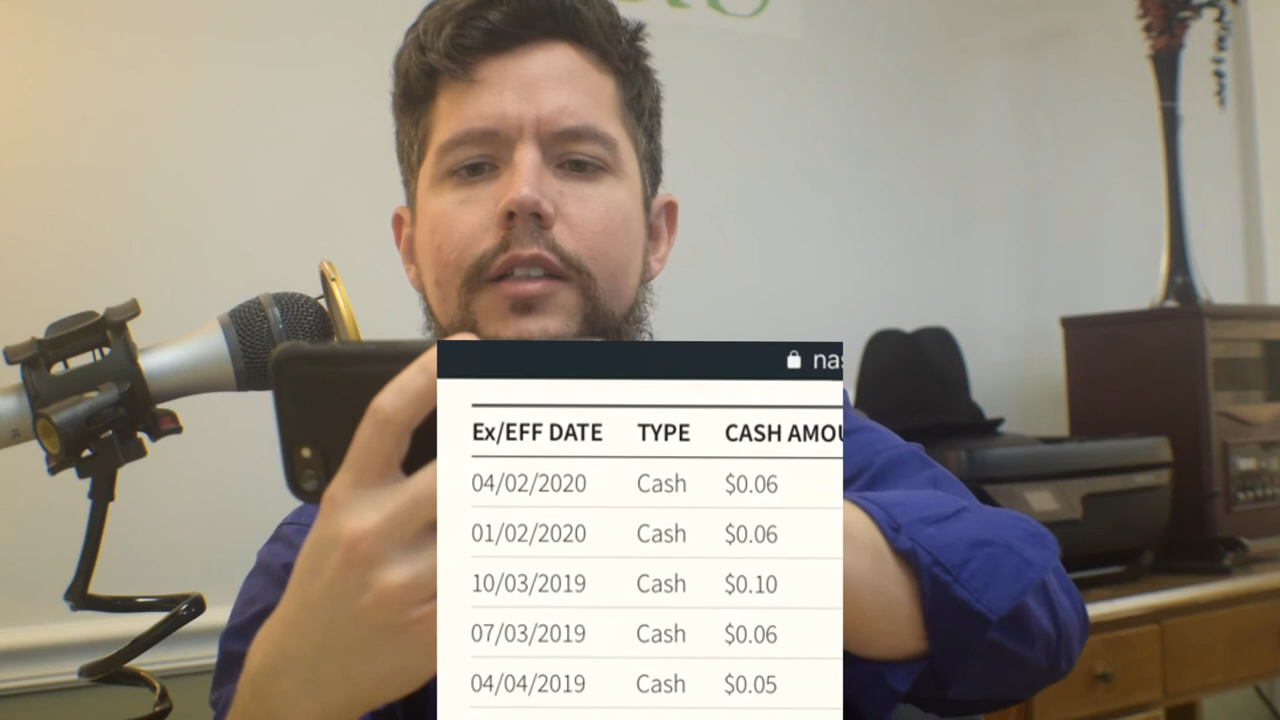 nas
Ex/EFF DATE TYPE CASH AMOU
04/02/2020 Cash $0.06
01/02/2020 Cash $0.06
10/03/2019 Cash $0.10
07/03/2019 Cash $0.06
04/04/2019 Cash $0.05